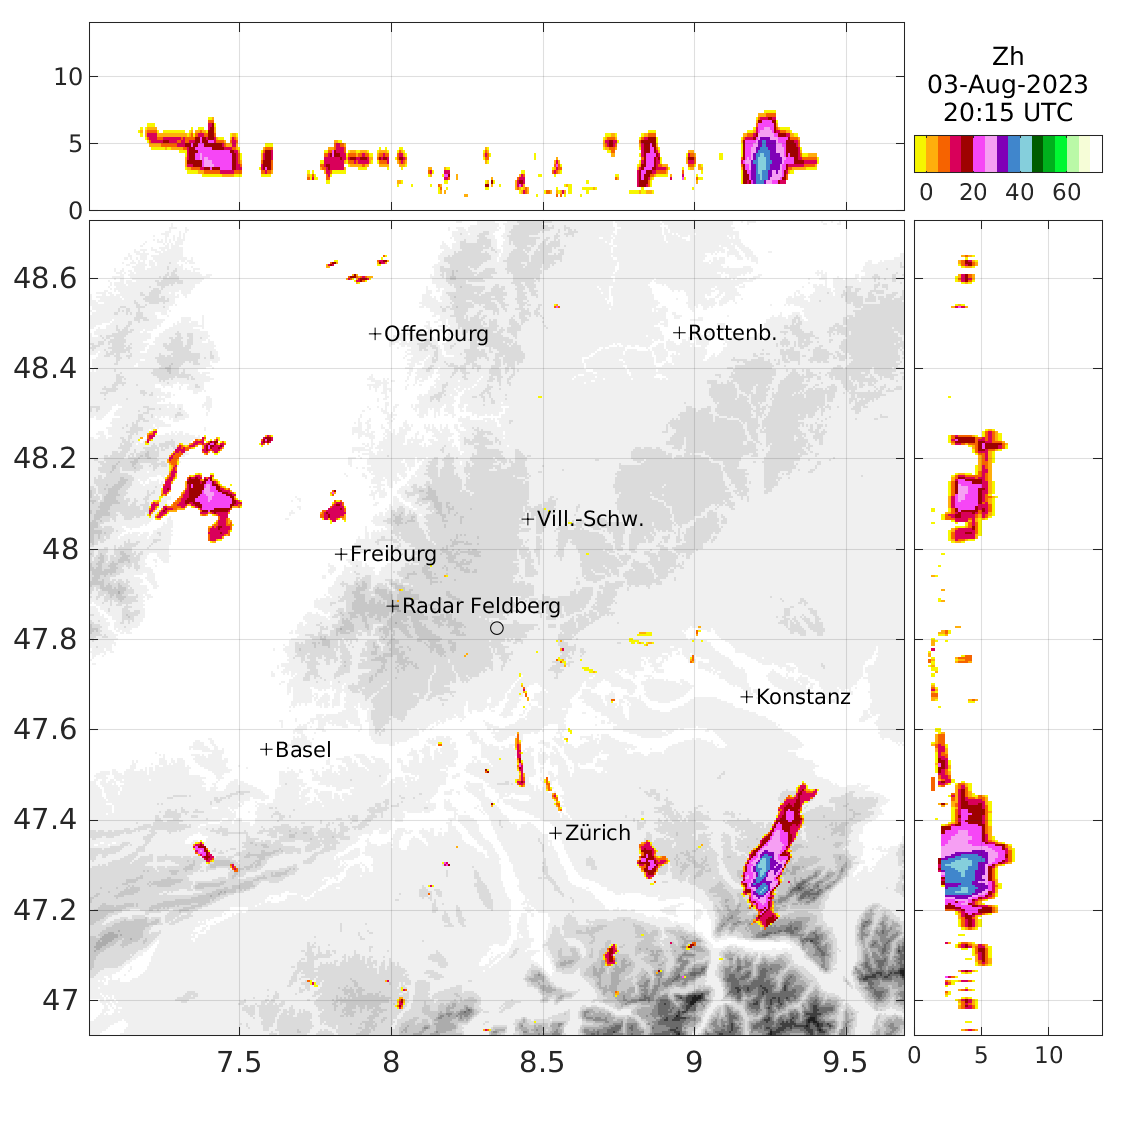 10
5
0
Zh
03-Aug-2023
20:15 UTC
0 20 40 60
48.6
48.4
48.2
48
47.8
47.6
47.4
47.2
47
+Offenburg
+Rottenb.
+Vill.-Schw.
+Freiburg
+Radar Feldberg
+Konstanz
+Basel
+Zürich
7.5 8 8.5 9 9.5
0 5 10